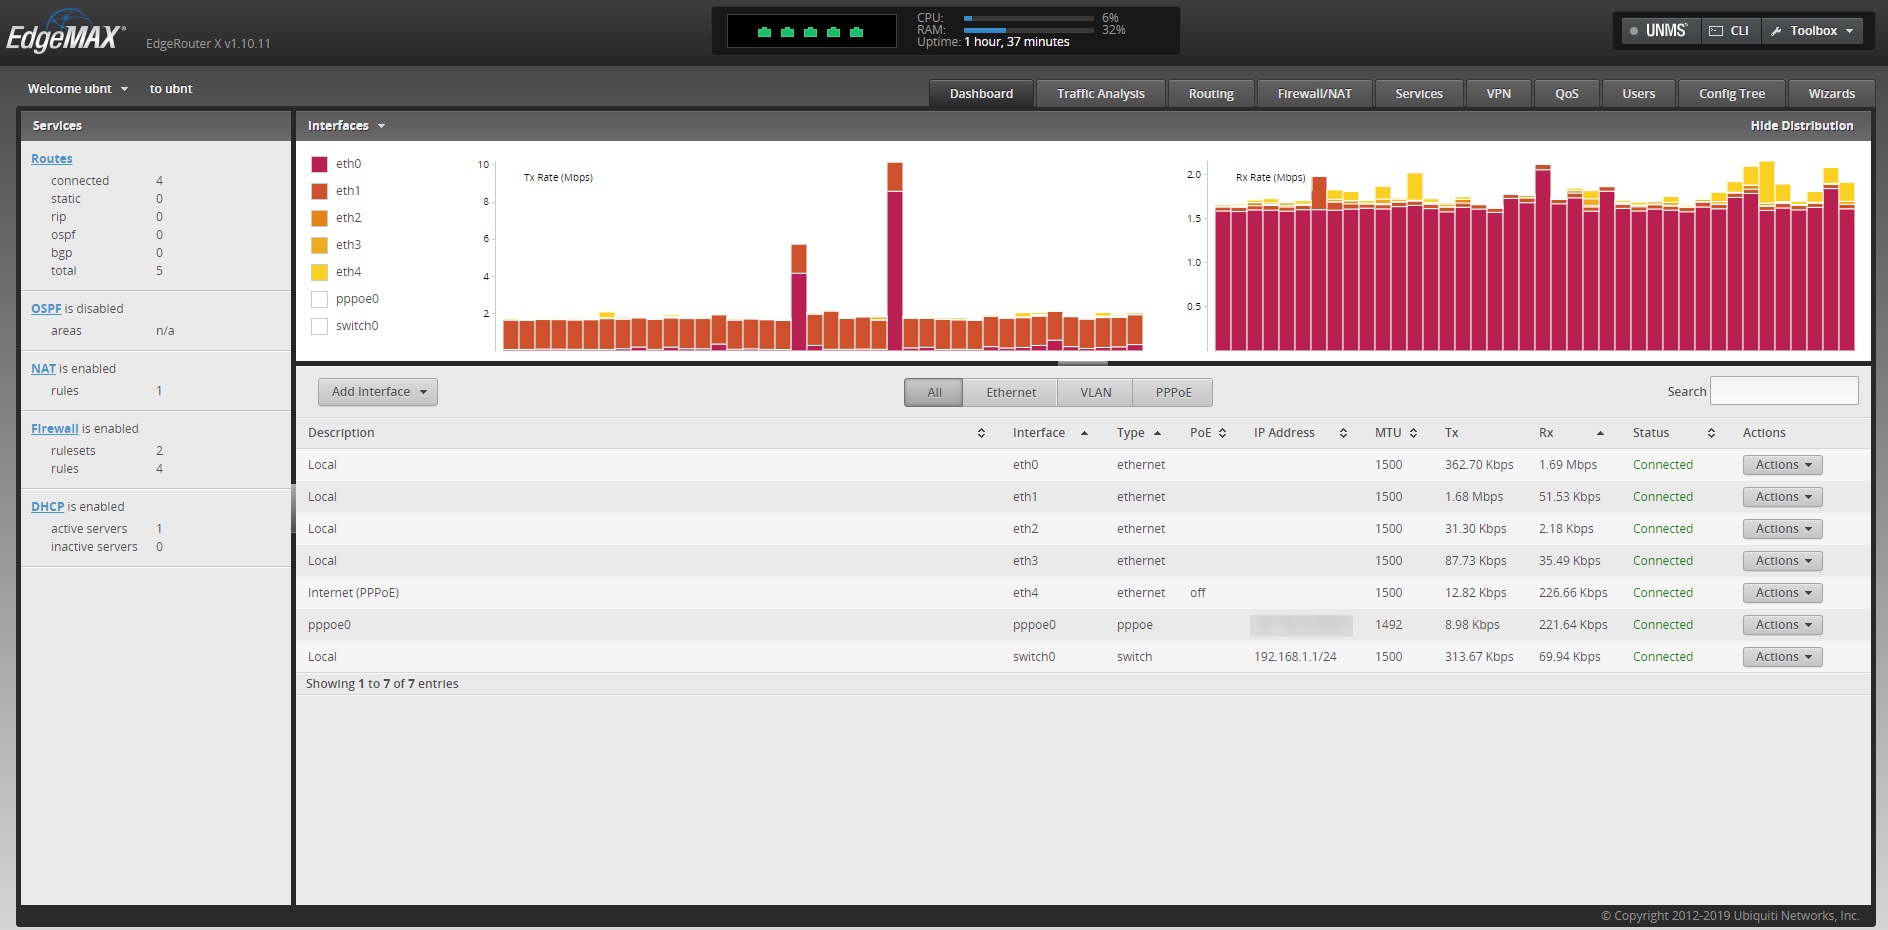 EdgeMAX®
EdgeRouter X v1.10.11
CPU: 6%
RAM: 32%
Uptime: 1 hour, 37 minutes
UNMS™ CLI Toolbox
Welcome ubnt to ubnt
Dashboard Traffic Analysis Routing Firewall/NAT Services VPN QoS Users Config Tree Wizards
Services
Routes
connected 4
static 0
rip 0
ospf 0
bgp 0
total 5
OSPF is disabled
areas n/a
NAT is enabled
rules 1
Firewall is enabled
rulesets 2
rules 4
DHCP is enabled
active servers 1
inactive servers 0
Interfaces Hide Distribution
eth0
eth1
eth2
eth3
eth4
pppoe0
switch0
Tx Rate (Mbps)
10
8
6
4
2
Rx Rate (Mbps)
2.0
1.5
1.0
0.5
Add Interface All Ethernet VLAN PPPoE Search
Description Interface Type PoE IP Address MTU Tx Rx Status Actions
Local eth0 ethernet 1500 362.70 Kbps 1.69 Mbps Connected Actions
Local eth1 ethernet 1500 1.68 Mbps 51.53 Kbps Connected Actions
Local eth2 ethernet 1500 31.30 Kbps 2.18 Kbps Connected Actions
Local eth3 ethernet 1500 87.73 Kbps 35.49 Kbps Connected Actions
Internet (PPPoE) eth4 ethernet off 1500 12.82 Kbps 226.66 Kbps Connected Actions
pppoe0 pppoe0 pppoe 1492 8.98 Kbps 221.64 Kbps Connected Actions
Local switch0 switch 192.168.1.1/24 1500 313.67 Kbps 69.94 Kbps Connected Actions
Showing 1 to 7 of 7 entries
© Copyright 2012-2019 Ubiquiti Networks, Inc.